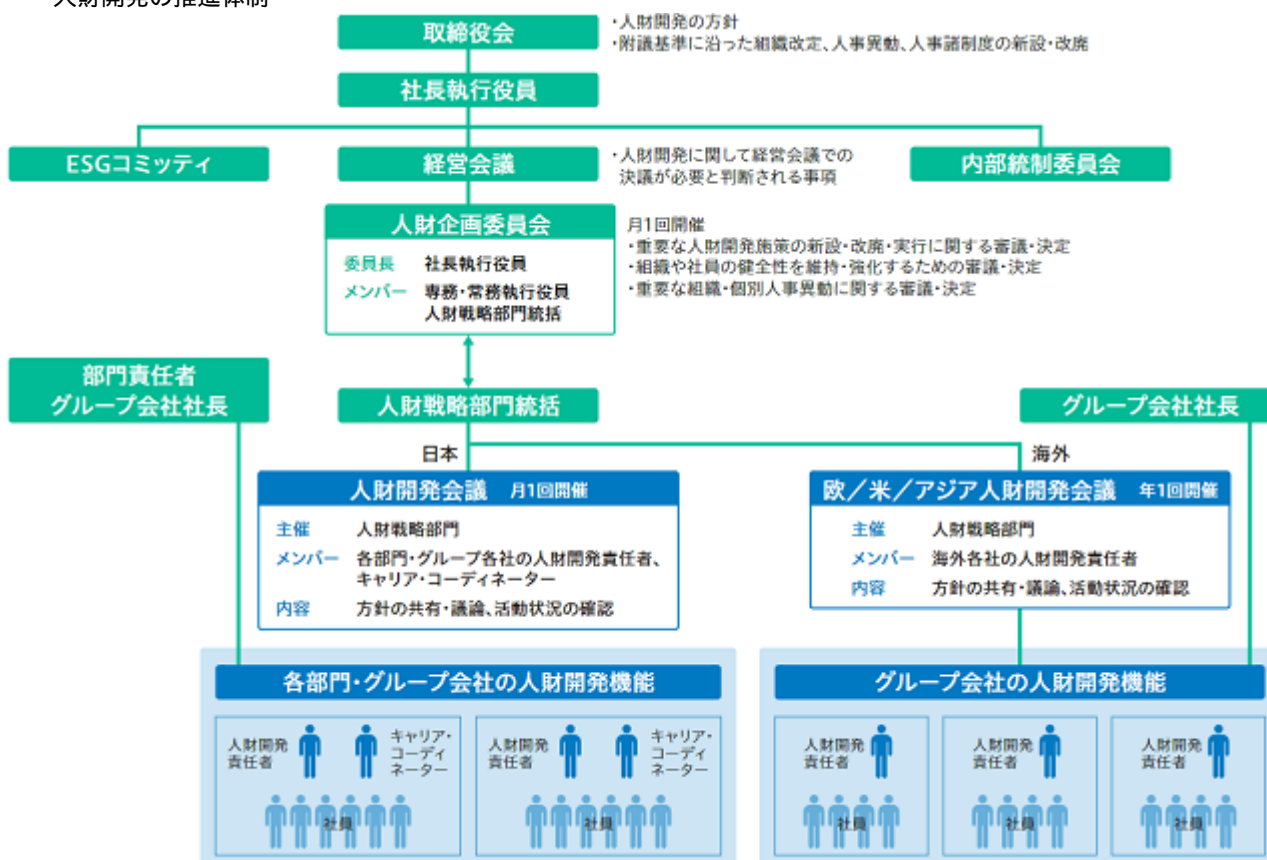 人財開発の推進体制
取締役会
・人財開発の方針
・附議基準に沿った組織改定、人事異動、人事諸制度の新設・改廃
社長執行役員
ESGコミッティ
経営会議
・人財開発に関して経営会議での
決議が必要と判断される事項
内部統制委員会
人財企画委員会
委員長 社長執行役員
メンバー 専務・常務執行役員
人財戦略部門統括
月1回開催
・重要な人財開発施策の新設・改廃・実行に関する審議・決定
・組織や社員の健全性を維持・強化するための審議・決定
・重要な組織・個別人事異動に関する審議・決定
部門責任者
グループ会社社長
人財戦略部門統括
グループ会社社長
日本
海外
人財開発会議 月1回開催
主催 人財戦略部門
メンバー 各部門・グループ各社の人財開発責任者、
キャリア・コーディネーター
内容 方針の共有・議論、活動状況の確認
欧／米／アジア人財開発会議 年1回開催
主催 人財戦略部門
メンバー 海外各社の人財開発責任者
内容 方針の共有・議論、活動状況の確認
各部門・グループ会社の人財開発機能
人財開発
責任者
キャリア・
コーディ
ネーター
社員
人財開発
責任者
キャリア・
コーディ
ネーター
社員
グループ会社の人財開発機能
人財開発
責任者
社員
人財開発
責任者
社員
人財開発
責任者
社員